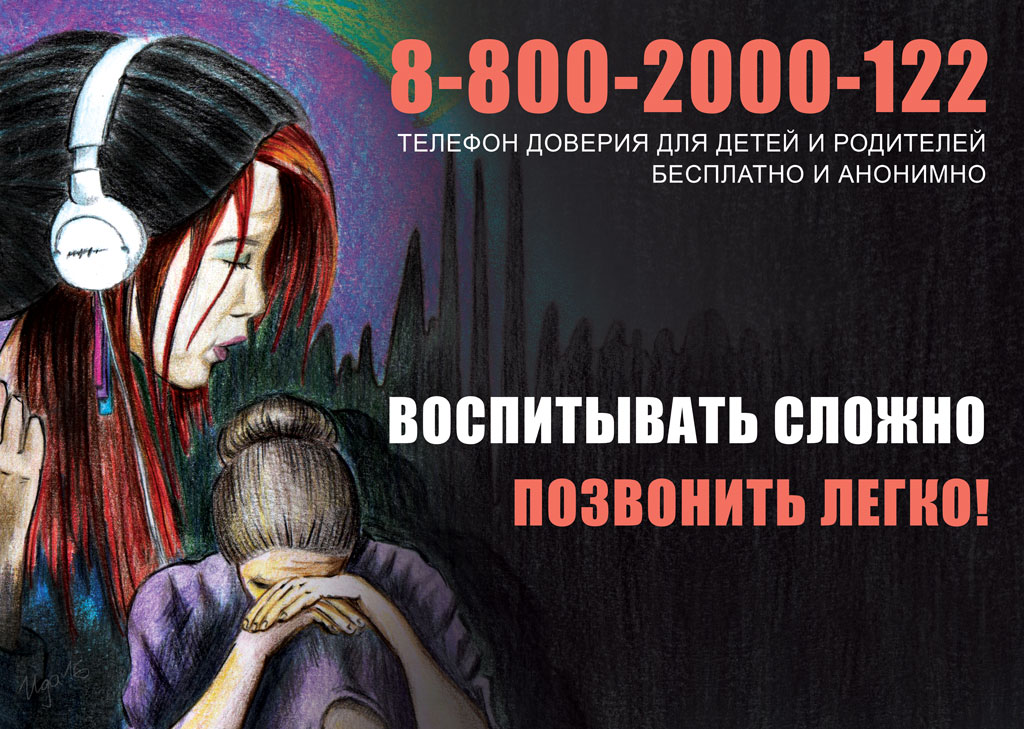 8-800-2000-122
ТЕЛЕФОН ДОВЕРИЯ ДЛЯ ДЕТЕЙ И РОДИТЕЛЕЙ
БЕСПЛАТНО И АНОНИМНО
ВОСПИТЫВАТЬ СЛОЖНО
ПОЗВОНИТЬ ЛЕГКО!